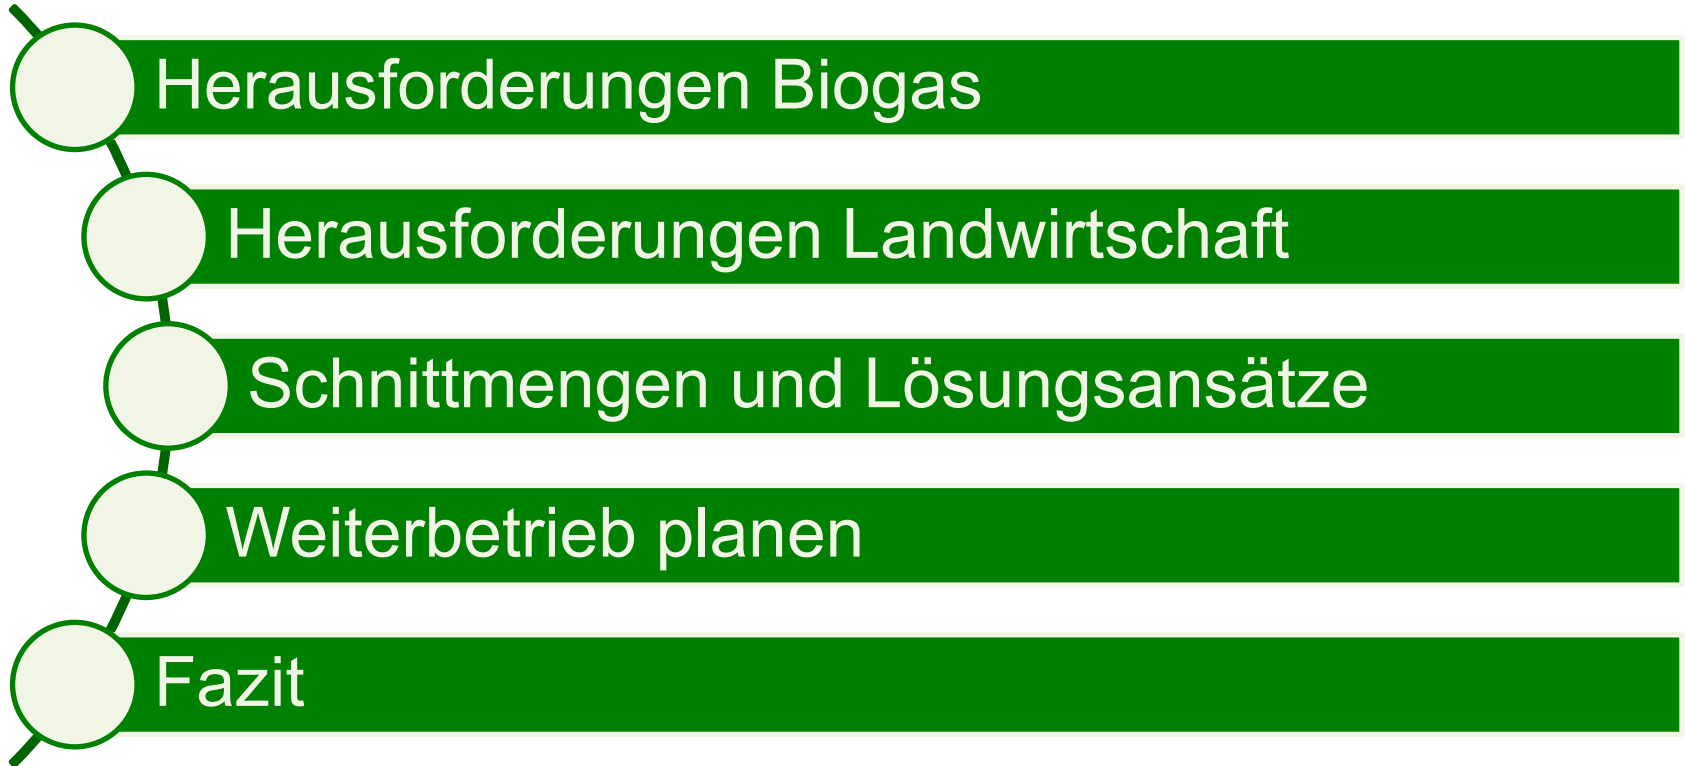 Herausforderungen Biogas
Herausforderungen Landwirtschaft
Schnittmengen und Lösungsansätze
Weiterbetrieb planen
Fazit